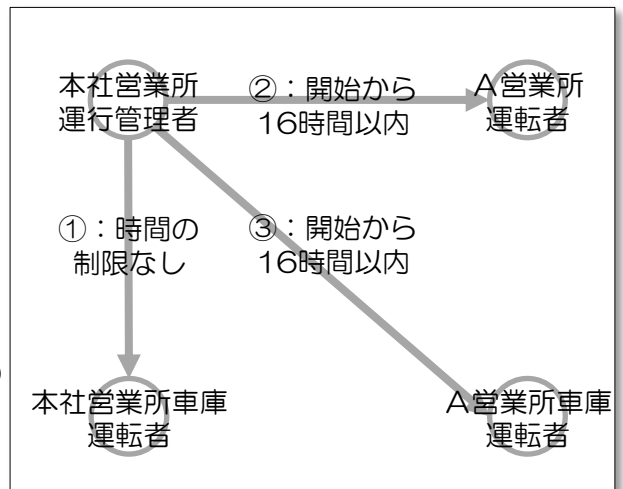 本社営業所
運行管理者
②：開始から
16時間以内
A営業所
運転者
①：時間の
制限なし
③：開始から
16時間以内
本社営業所車庫
運転者
A営業所車庫
運転者